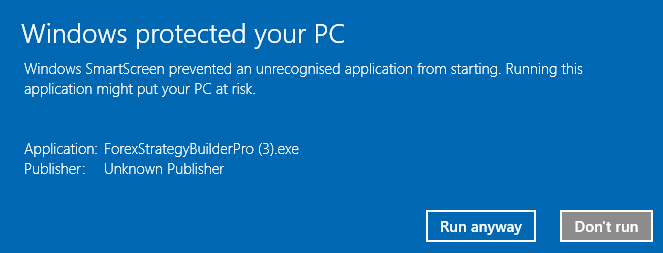 Windows protected your PC
Windows SmartScreen prevented an unrecognised application from starting. Running this
application might put your PC at risk.
Application: ForexStrategyBuilderPro (3).exe
Publisher: Unknown Publisher
Run anyway Don't run